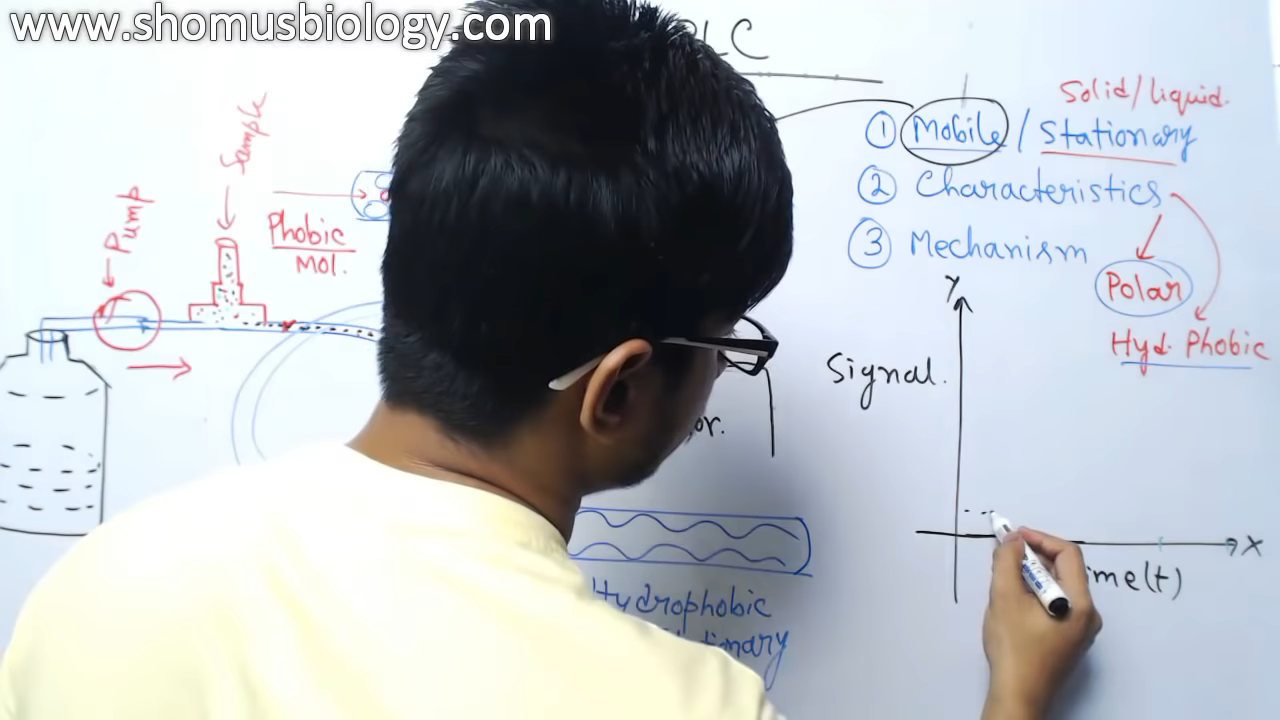 www.shomusbiology.com
PLC
Solid/liquid.
① Mobile / Stationary
② Characteristics
③ Mechanism
Polar
Hyd. Phobic
Sample
Pump
Phobic
Mol.
Y
Signal.
X
ime(t)
or.
Hydrophobic
tionary